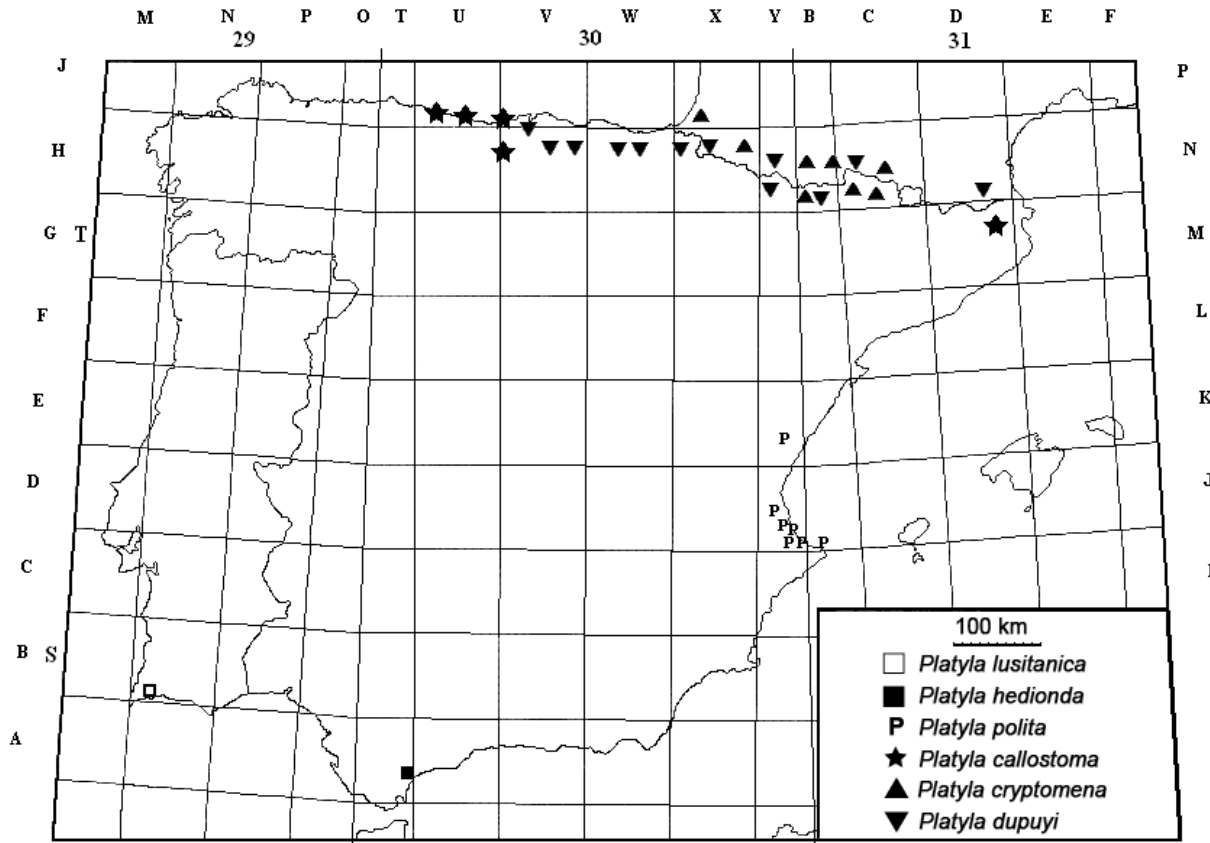 M N P O T U V W X Y B C D E F
29 30 31
J P
H N
G T M
F L
E K
D J
C I
B S
A
P
P
P P
P P P
100 km
Platyla lusitanica
Platyla hedionda
P Platyla polita
Platyla callostoma
Platyla cryptomena
Platyla dupuyi